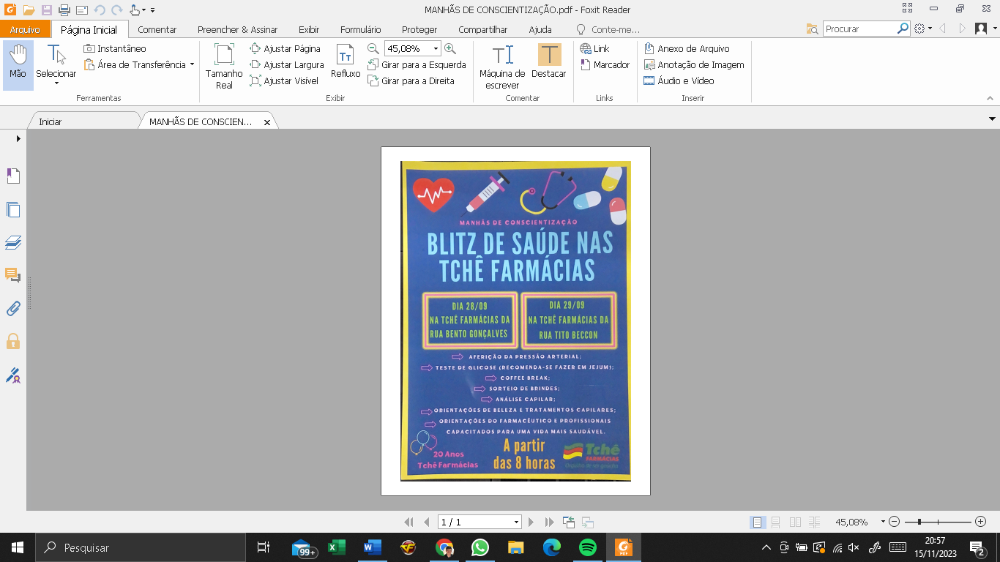 MANHÃS DE CONSCIENTIZAÇÃO.pdf - Foxit Reader
Arquivo Página Inicial Comentar Preencher & Assinar Exibir Formulário Proteger Compartilhar Ajuda Conte-me... Procurar
Mão
Selecionar
Instantâneo
Área de Transferência
Ferramentas
Tamanho
Real
Ajustar Página
Ajustar Largura
Ajustar Visível
Refluxo
45,08%
Girar para a Esquerda
Girar para a Direita
Exibir
Máquina de
escrever
Destacar
Comentar
Link
Marcador
Links
Anexo de Arquivo
Anotação de Imagem
Áudio e Vídeo
Inserir
Iniciar MANHÃS DE CONSCIEN...
MANHÃS DE CONSCIENTIZAÇÃO
BLITZ DE SAÚDE NAS
TCHÊ FARMÁCIAS
DIA 28/09
NA TCHÊ FARMÁCIAS DA
RUA BENTO GONÇALVES
DIA 29/09
NA TCHÊ FARMÁCIAS DA
RUA TITO BECCON
AFERIÇÃO DA PRESSÃO ARTERIAL;
TESTE DE GLICOSE (RECOMENDA-SE FAZER EM JEJUM);
COFFEE BREAK;
SORTEIO DE BRINDES;
ANÁLISE CAPILAR;
ORIENTAÇÕES DE BELEZA E TRATAMENTOS CAPILARES;
ORIENTAÇÕES DO FARMACÊUTICO E PROFISSIONAIS
CAPACITADOS PARA UMA VIDA MAIS SAUDÁVEL.
20 Anos
Tchê Farmácias
A partir
das 8 horas
Tchê
FARMÁCIAS
1 / 1
45,08%
Pesquisar
99+
20:57
15/11/2023
2